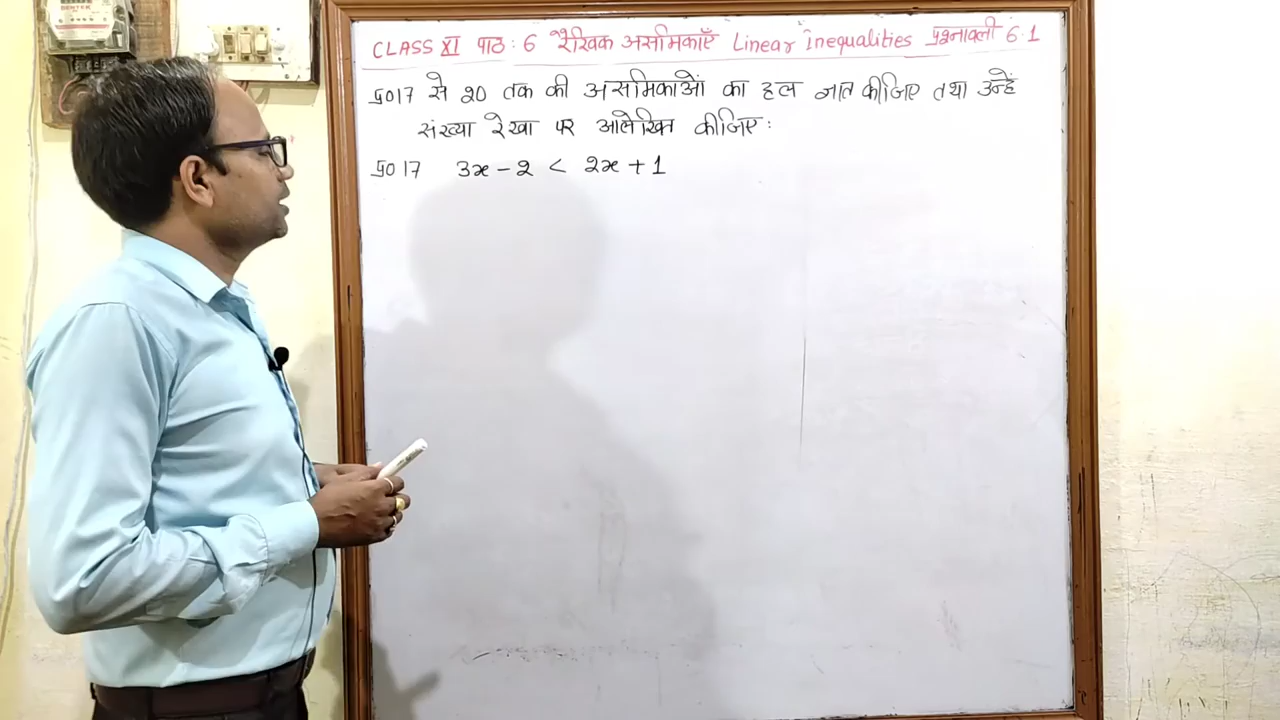 BENTEK
CLASS XI पाठ : 6 रैखिक असमिकाएँ Linear inequalities प्रश्नावली 6.1
प्र017 से 20 तक की असमिकाओं का हल ज्ञात कीजिए तथा उन्हें
संख्या रेखा पर आलेखित कीजिए:
प्र0 17 3x - 2 < 2x + 1